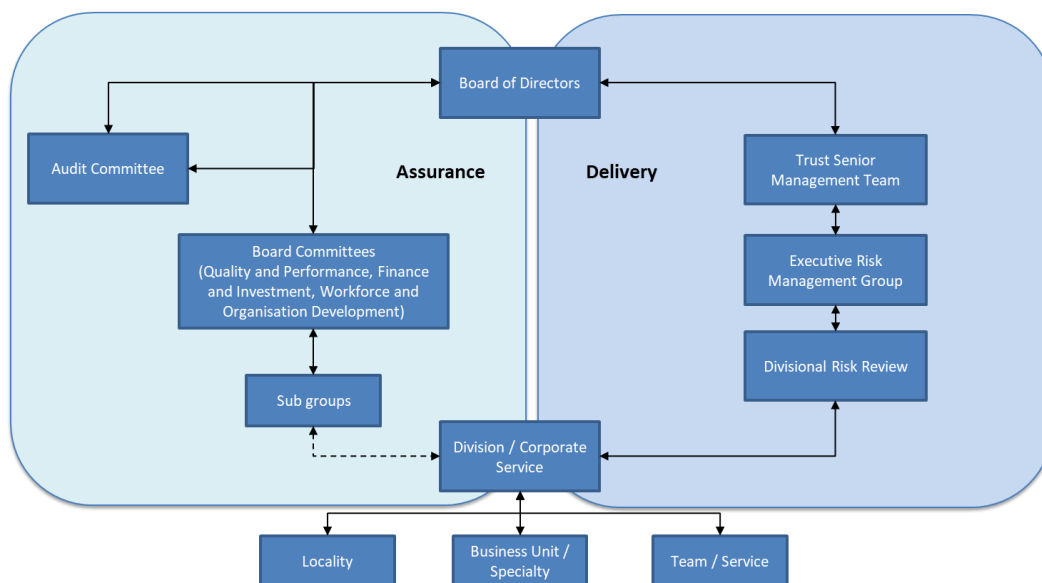 Board of Directors
Audit Committee
Assurance
Delivery
Trust Senior
Management Team
Board Committees
(Quality and Performance, Finance
and Investment, Workforce and
Organisation Development)
Executive Risk
Management Group
Divisional Risk Review
Sub groups
Division / Corporate
Service
Locality
Business Unit /
Specialty
Team / Service